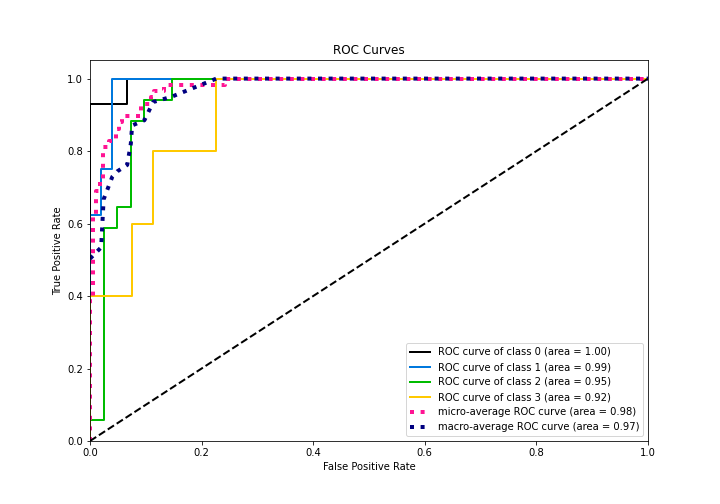 ROC Curves
1.0
0.8
0.6
0.4
0.2
0.0
True Positive Rate
0.0 0.2 0.4 0.6 0.8 1.0
False Positive Rate
ROC curve of class 0 (area = 1.00)
ROC curve of class 1 (area = 0.99)
ROC curve of class 2 (area = 0.95)
ROC curve of class 3 (area = 0.92)
micro-average ROC curve (area = 0.98)
macro-average ROC curve (area = 0.97)